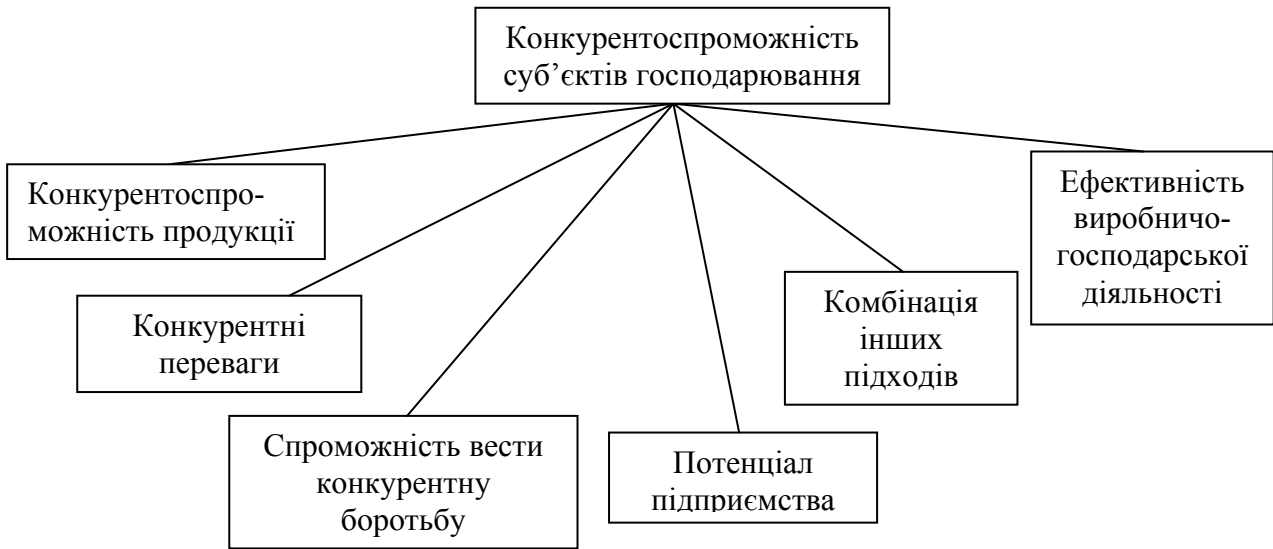 Конкурентоспроможність
суб’єктів господарювання
Конкурентоспро-
можність продукції
Конкурентні
переваги
Спроможність вести
конкурентну
боротьбу
Потенціал
підприємства
Комбінація
інших
підходів
Ефективність
виробничо-
господарської
діяльності